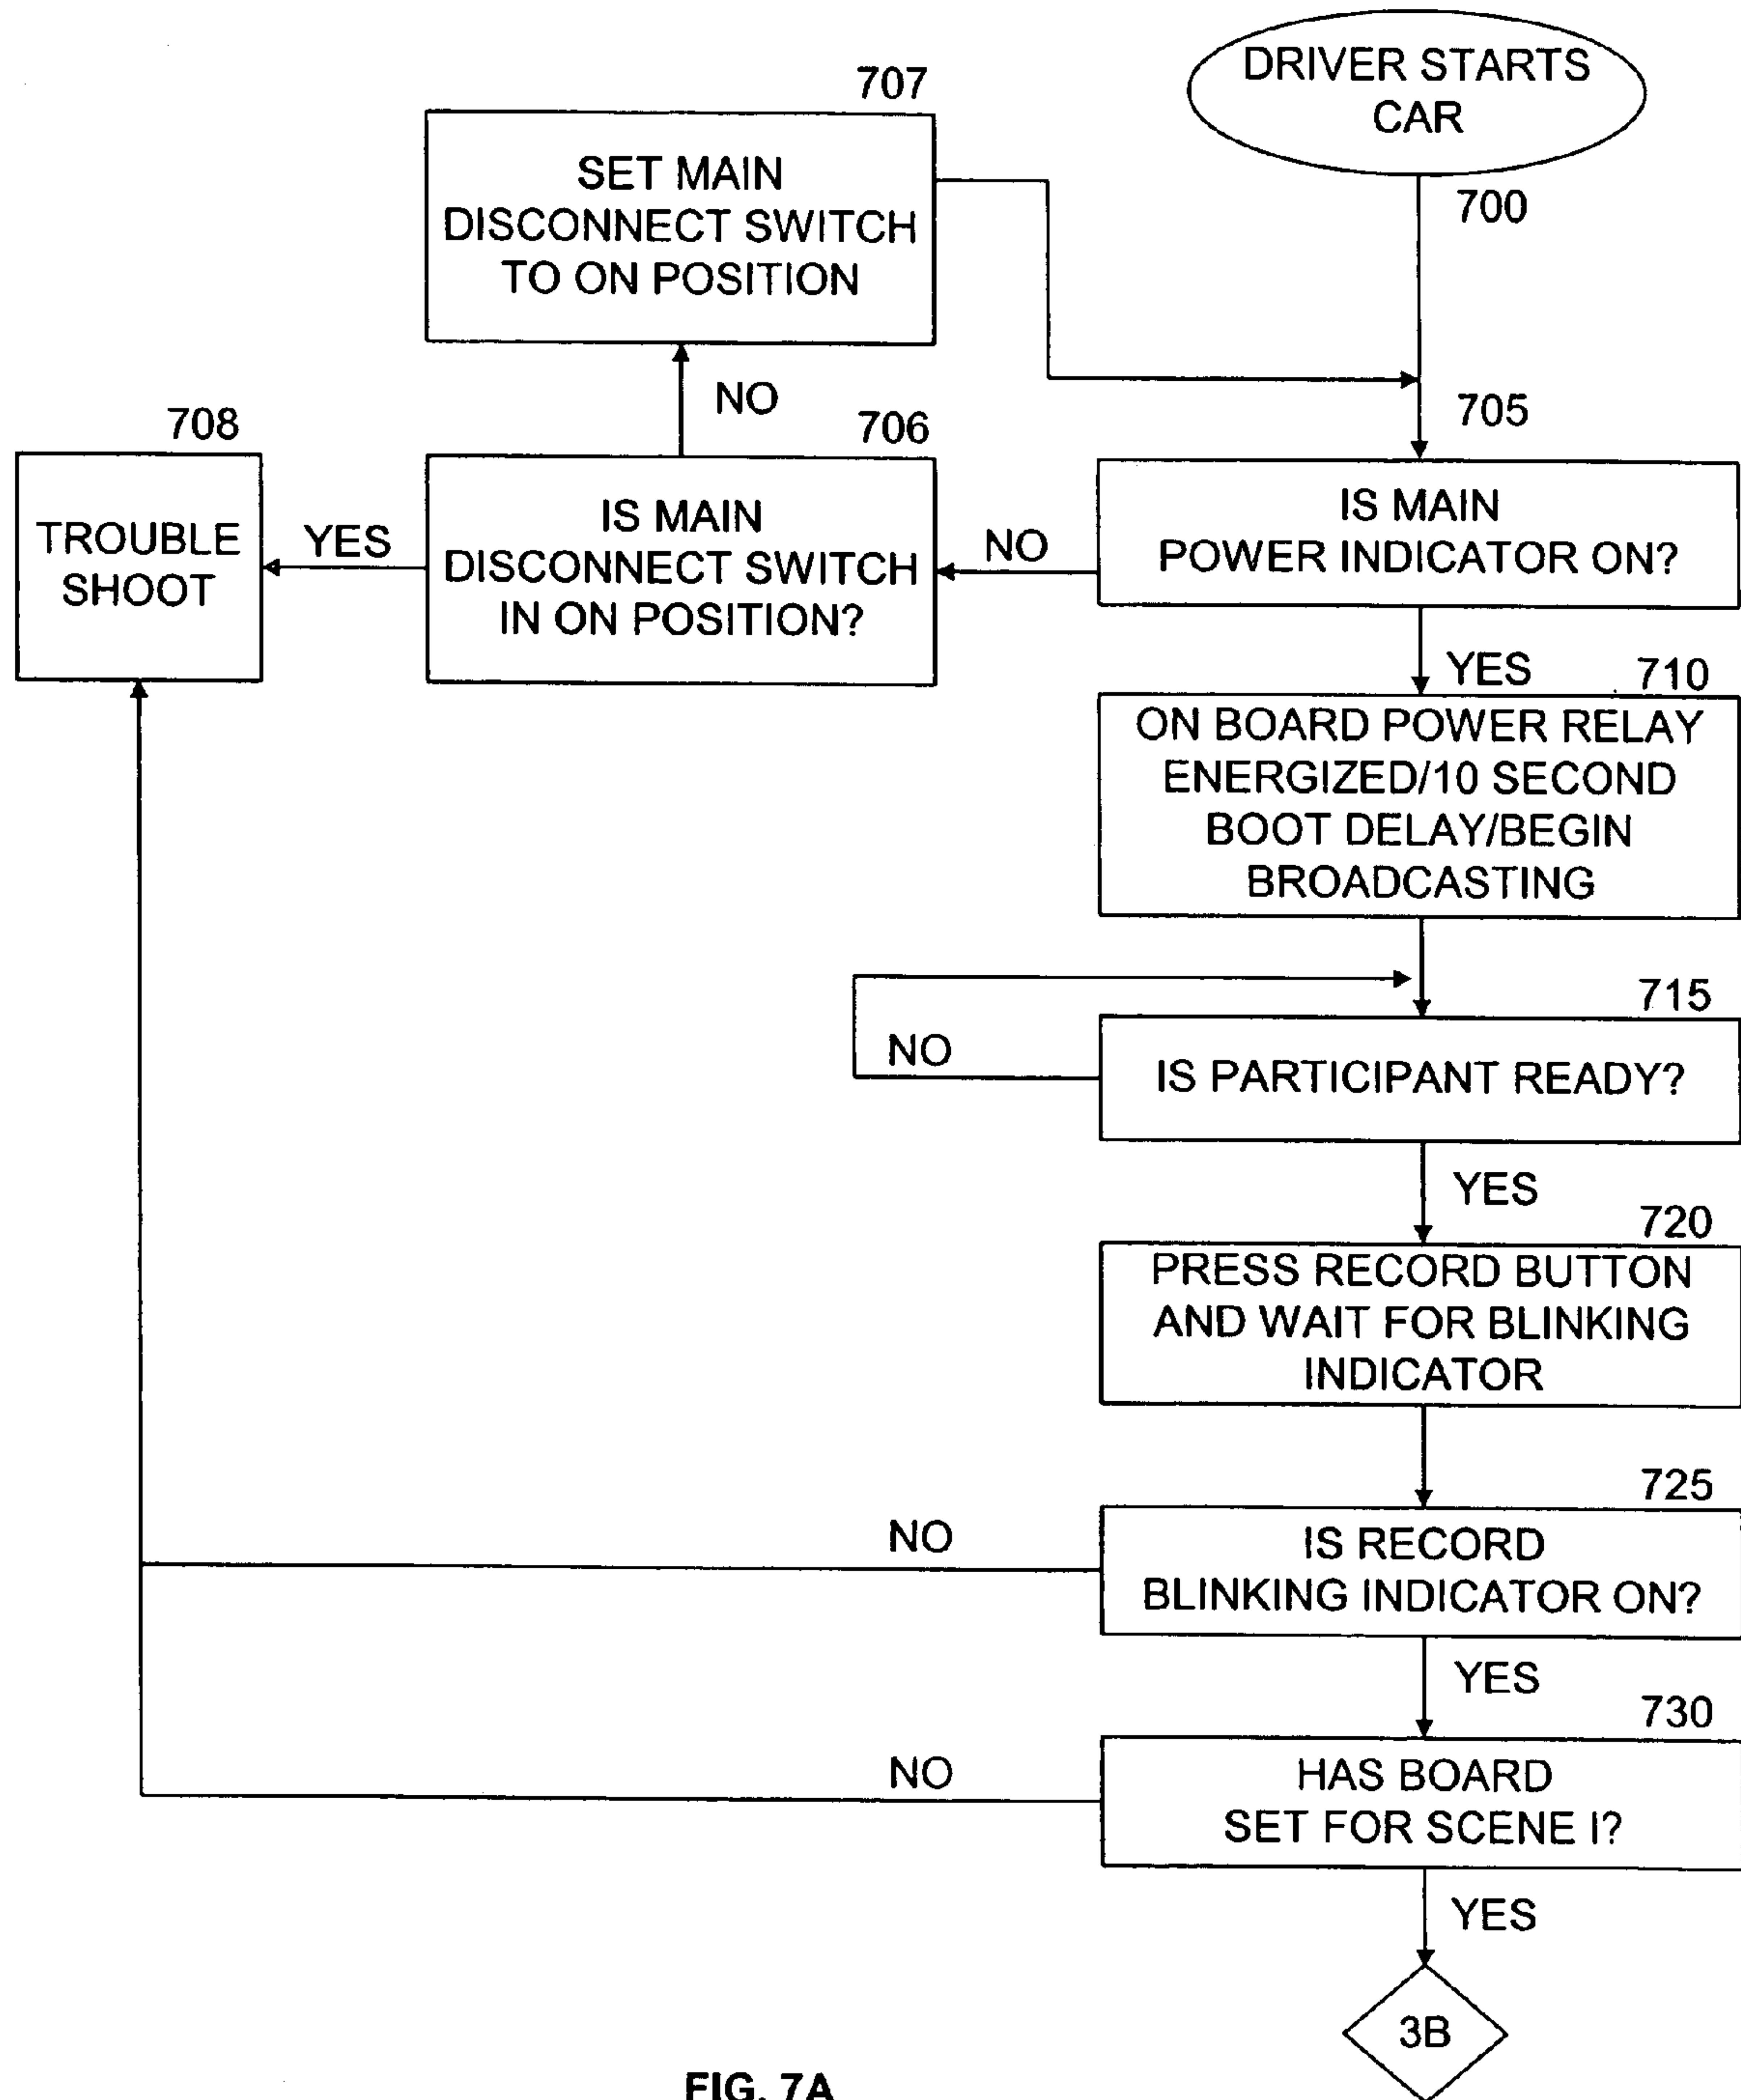 DRIVER STARTS
CAR
700
707
SET MAIN
DISCONNECT SWITCH
TO ON POSITION
NO
705
IS MAIN
POWER INDICATOR ON?
NO
706
IS MAIN
DISCONNECT SWITCH
IN ON POSITION?
YES
708
TROUBLE
SHOOT
YES
710
ON BOARD POWER RELAY
ENERGIZED/10 SECOND
BOOT DELAY/BEGIN
BROADCASTING
715
NO
IS PARTICIPANT READY?
YES
720
PRESS RECORD BUTTON
AND WAIT FOR BLINKING
INDICATOR
725
NO
IS RECORD
BLINKING INDICATOR ON?
YES
730
NO
HAS BOARD
SET FOR SCENE I?
YES
3B
FIG. 7A